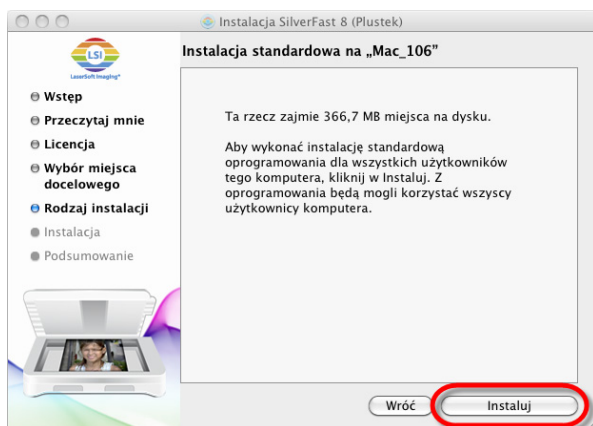 Instalacja SilverFast 8 (Plustek)
LSI
LaserSoft Imaging™
Instalacja standardowa na „Mac_106”
Wstęp
Przeczytaj mnie
Licencja
Wybór miejsca
docelowego
Rodzaj instalacji
Instalacja
Podsumowanie
Ta rzecz zajmie 366,7 MB miejsca na dysku.
Aby wykonać instalację standardową
oprogramowania dla wszystkich użytkowników
tego komputera, kliknij w Instaluj. Z
oprogramowania będą mogli korzystać wszyscy
użytkownicy komputera.
Wróć
Instaluj